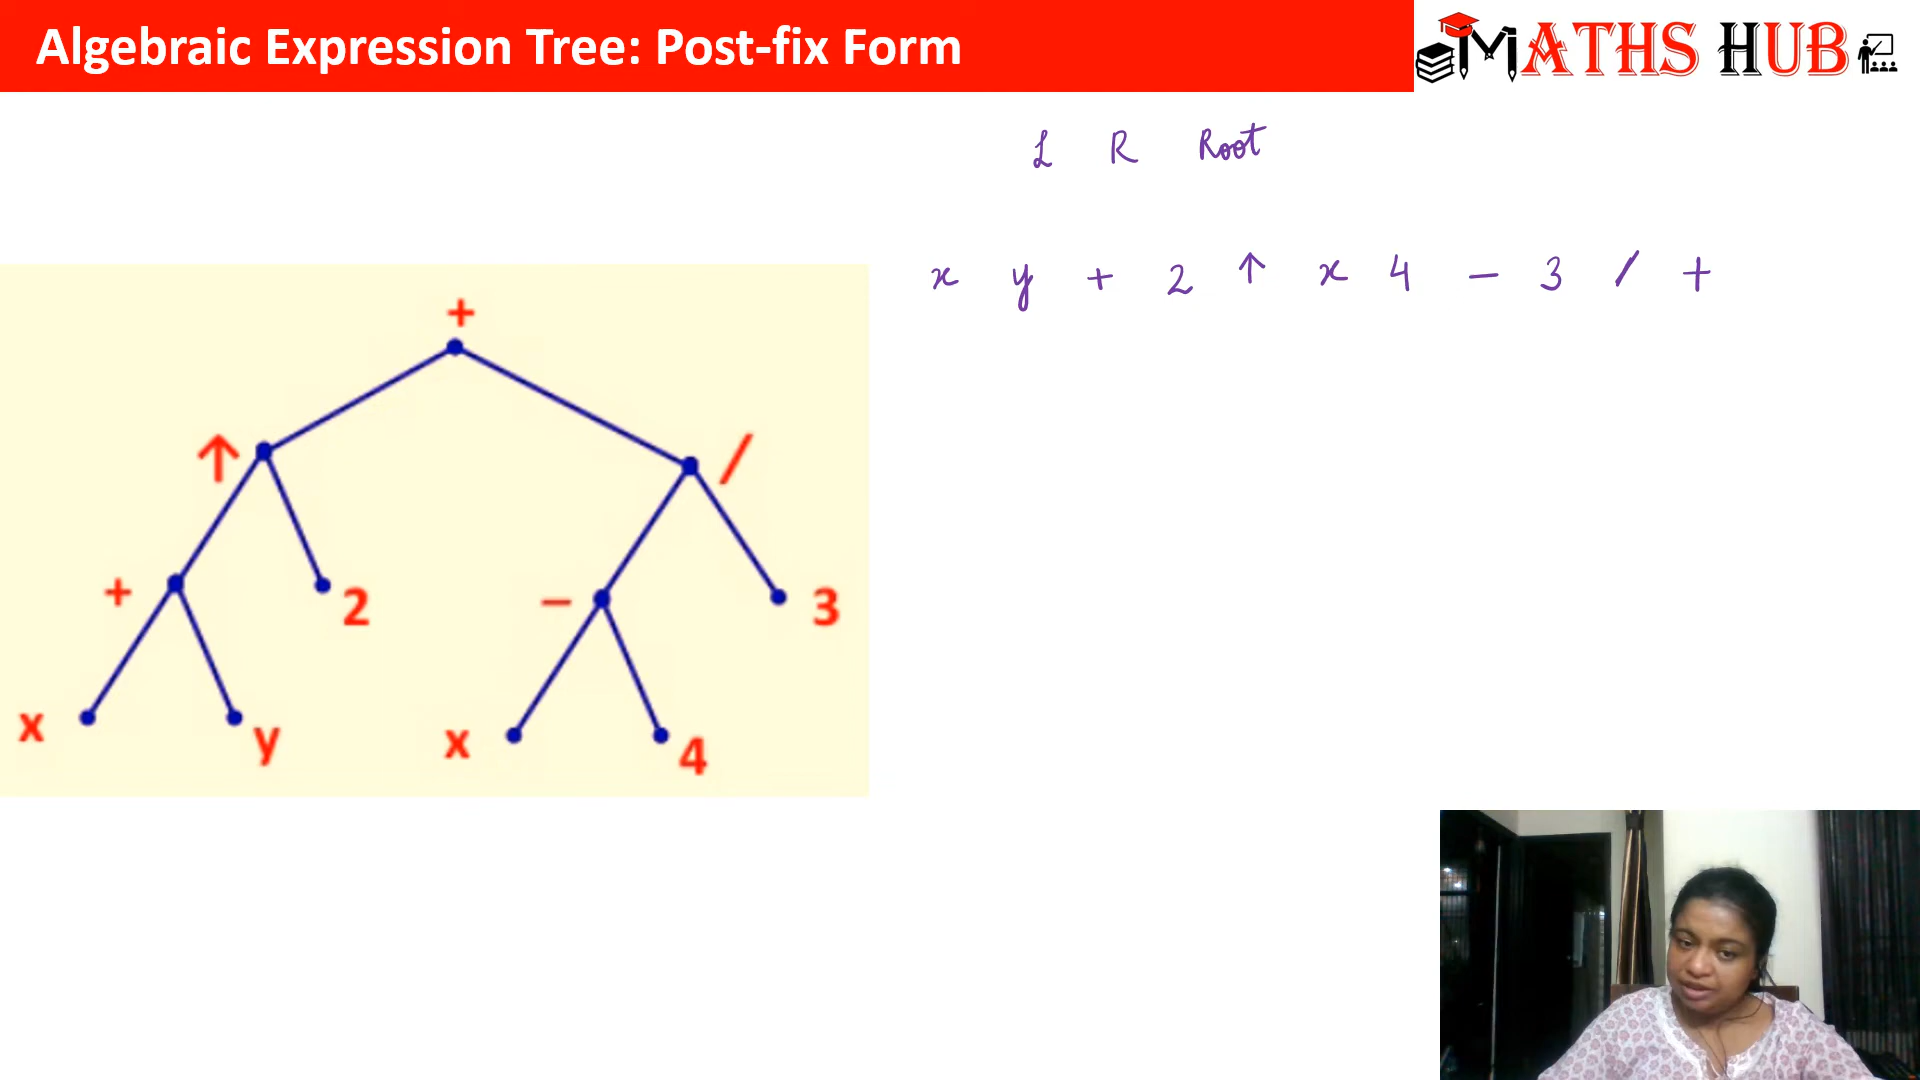 Algebraic Expression Tree: Post-fix Form
MATHS HUB
L R Root
x y + 2 ↑ x 4 − 3 / +
+
↑ /
+ 2 − 3
x y x 4